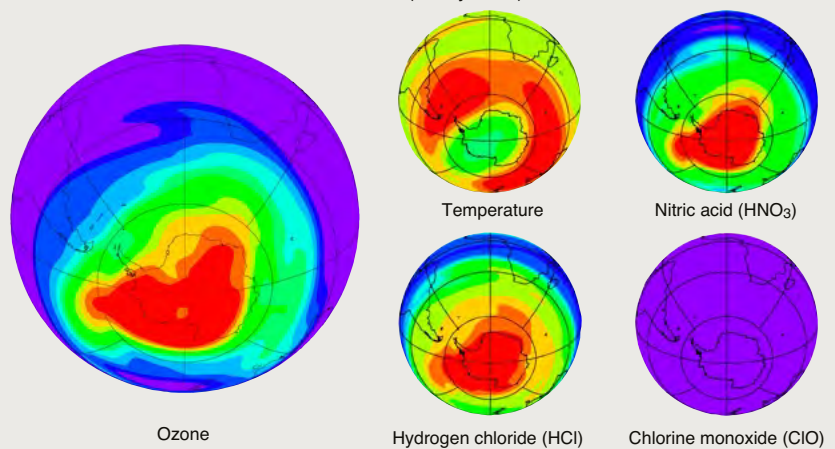 Temperature
Nitric acid (HNO₃)
Ozone
Hydrogen chloride (HCl)
Chlorine monoxide (ClO)